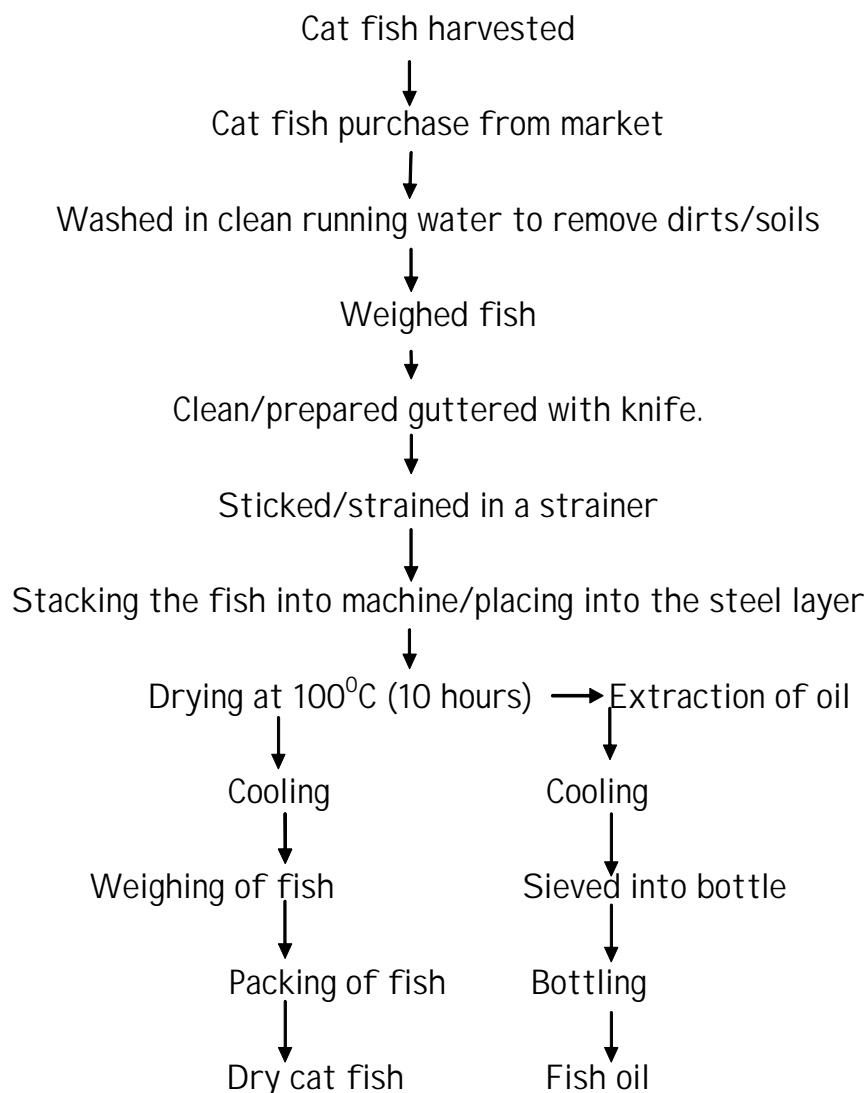 Cat fish harvested
Cat fish purchase from market
Washed in clean running water to remove dirts/soils
Weighed fish
Clean/prepared guttered with knife.
Sticked/strained in a strainer
Stacking the fish into machine/placing into the steel layer
Drying at 100⁰C (10 hours)
Extraction of oil
Cooling
Cooling
Weighing of fish
Sieved into bottle
Packing of fish
Bottling
Dry cat fish
Fish oil